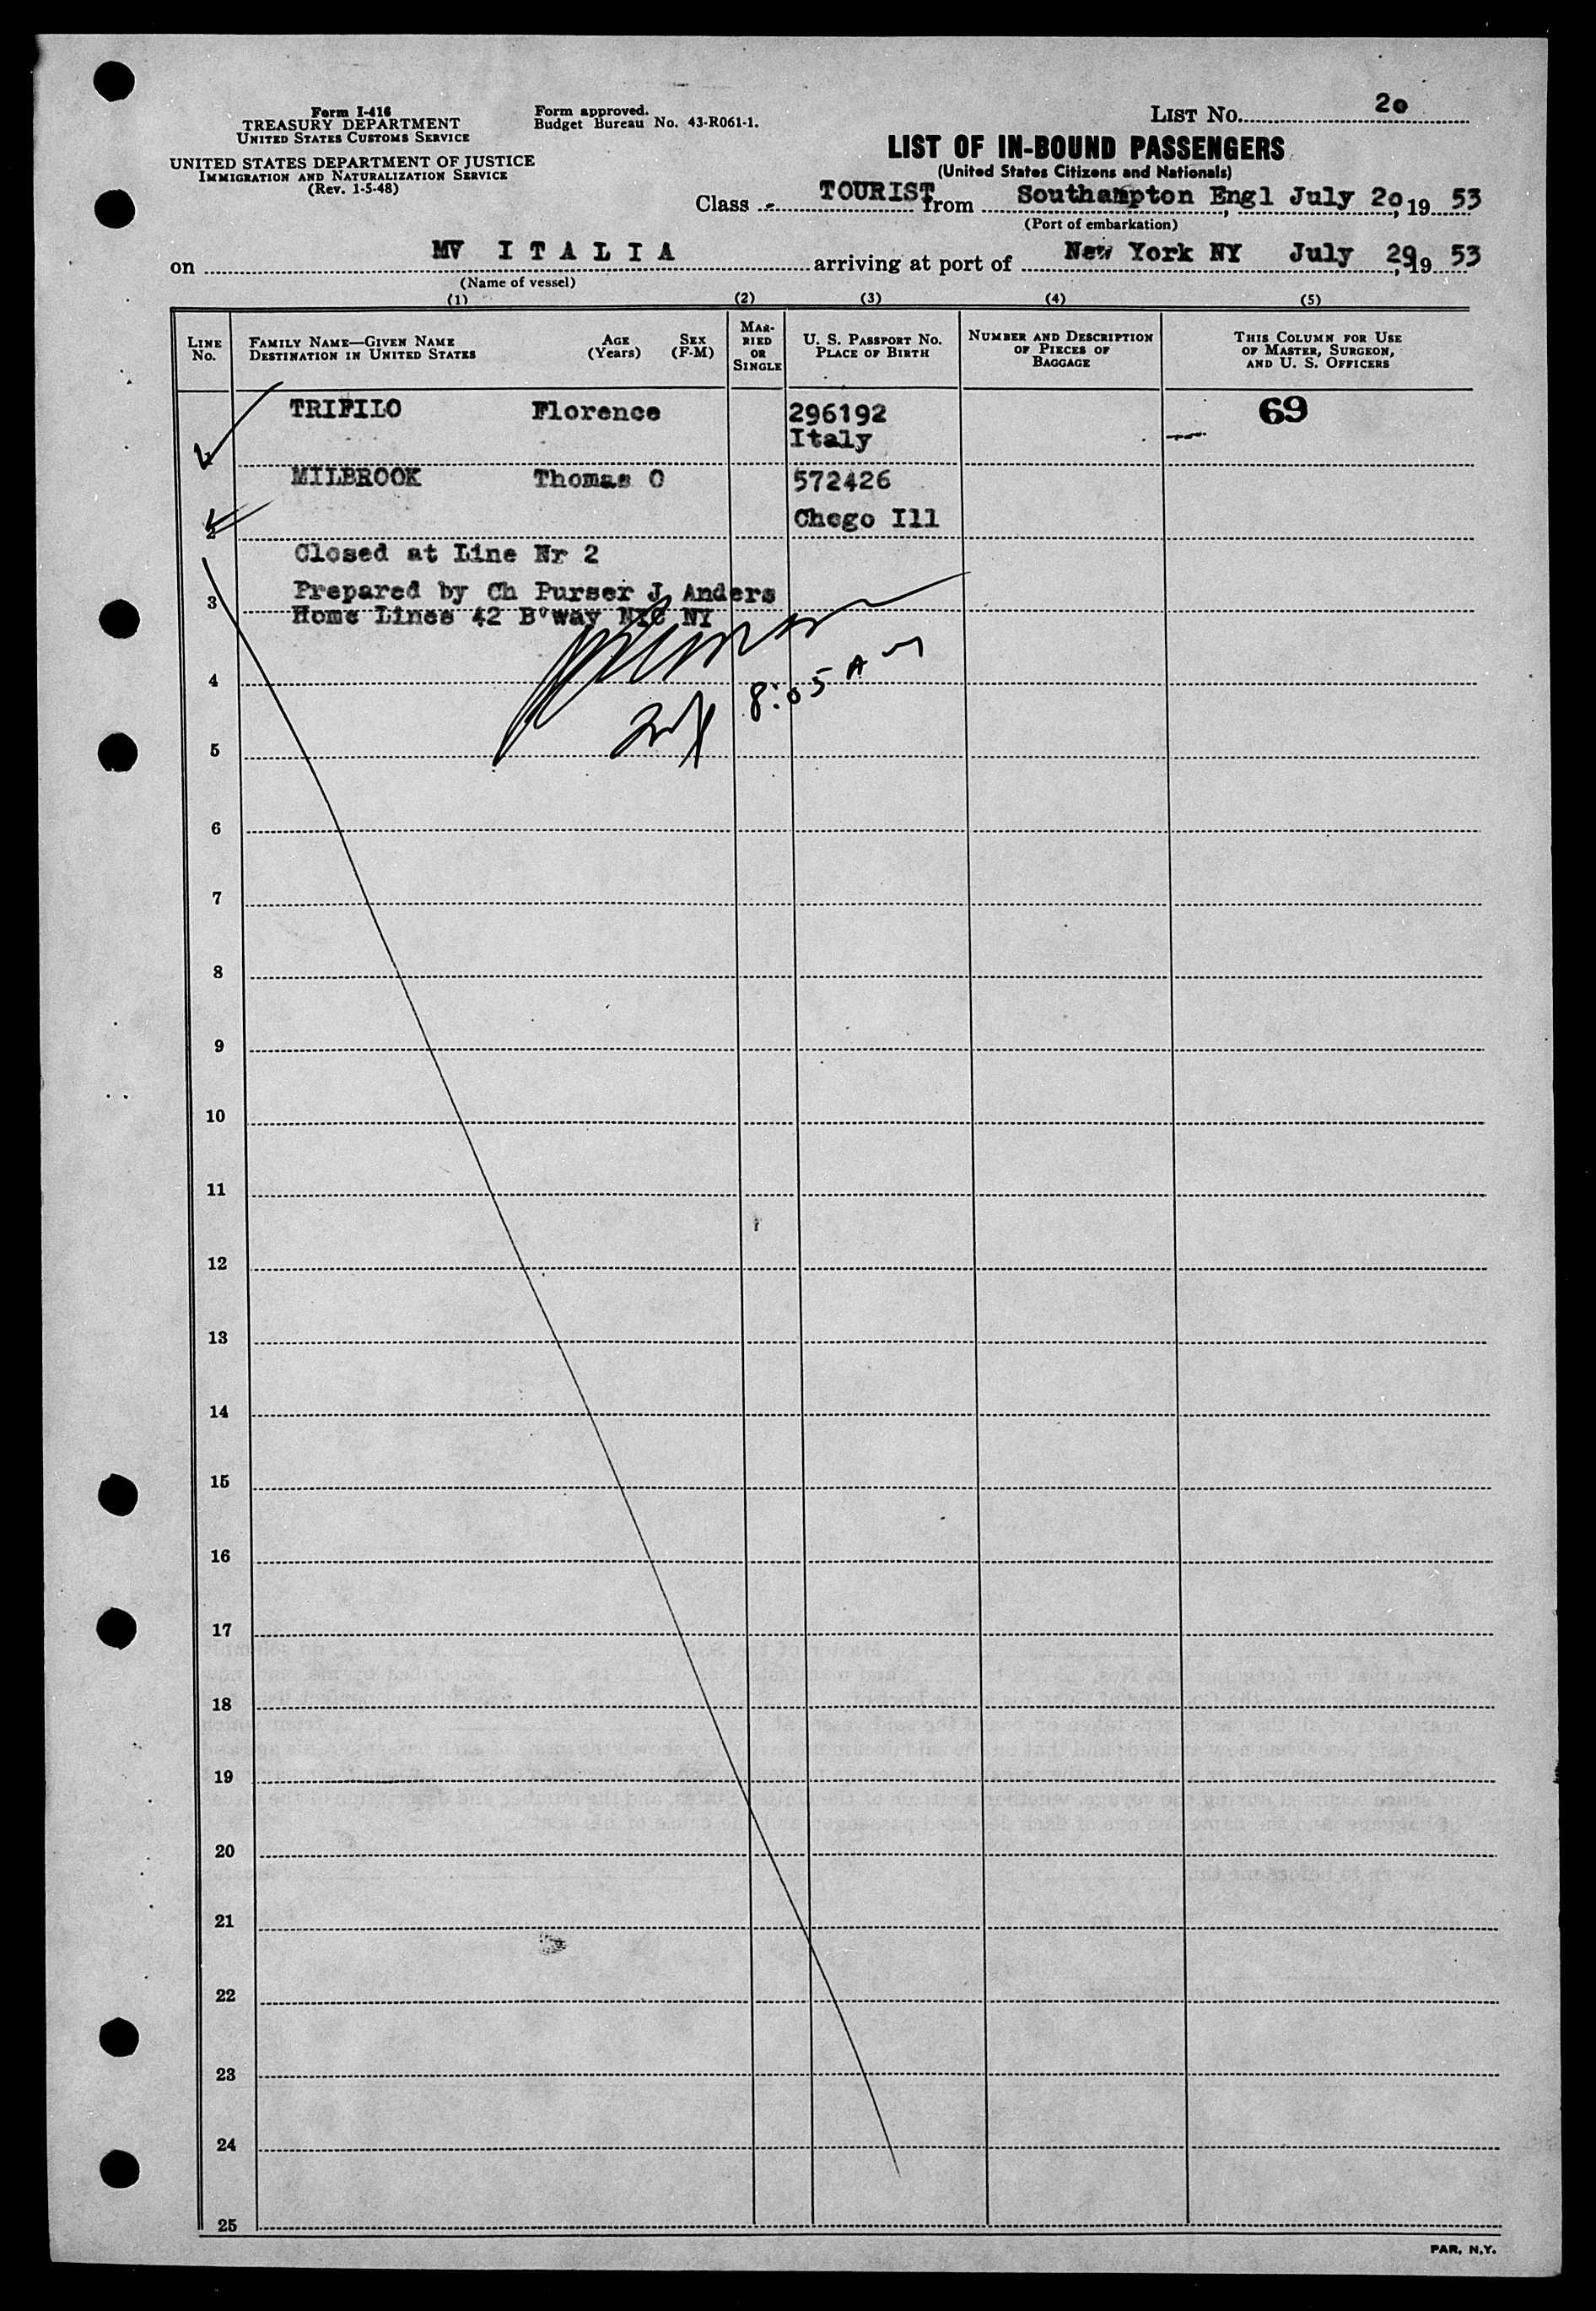 Form I-416
TREASURY DEPARTMENT
UNITED STATES CUSTOMS SERVICE
UNITED STATES DEPARTMENT OF JUSTICE
IMMIGRATION AND NATURALIZATION SERVICE
(Rev. 1-5-48)
Form approved.
Budget Bureau No. 43-R061-1.
LIST No. 20
LIST OF IN-BOUND PASSENGERS
(United States Citizens and Nationals)
Class TOURIST from Southampton Engl, July 20, 19 53
(Port of embarkation)
on MV I T A L I A arriving at port of New York NY July 29, 19 53
(Name of vessel)
(1) (2) (3) (4) (5)
LINE No.
FAMILY NAME—GIVEN NAME
DESTINATION IN UNITED STATES
AGE (Years)
SEX (F-M)
MARRIED OR SINGLE
U. S. PASSPORT No.
PLACE OF BIRTH
NUMBER AND DESCRIPTION OF PIECES OF BAGGAGE
THIS COLUMN FOR USE OF MASTER, SURGEON, AND U. S. OFFICERS
1 TRIFILO Florence 296192 69
Italy
2 MILBROOK Thomas O 572426
Chcgo Ill
Closed at Line Nr 2
3 Prepared by Ch Purser J Anders
Home Lines 42 B'way NYC NY
8:05 AM
4
5
6
7
8
9
10
11
12
13
14
15
16
17
18
19
20
21
22
23
24
25
PAR, N.Y.